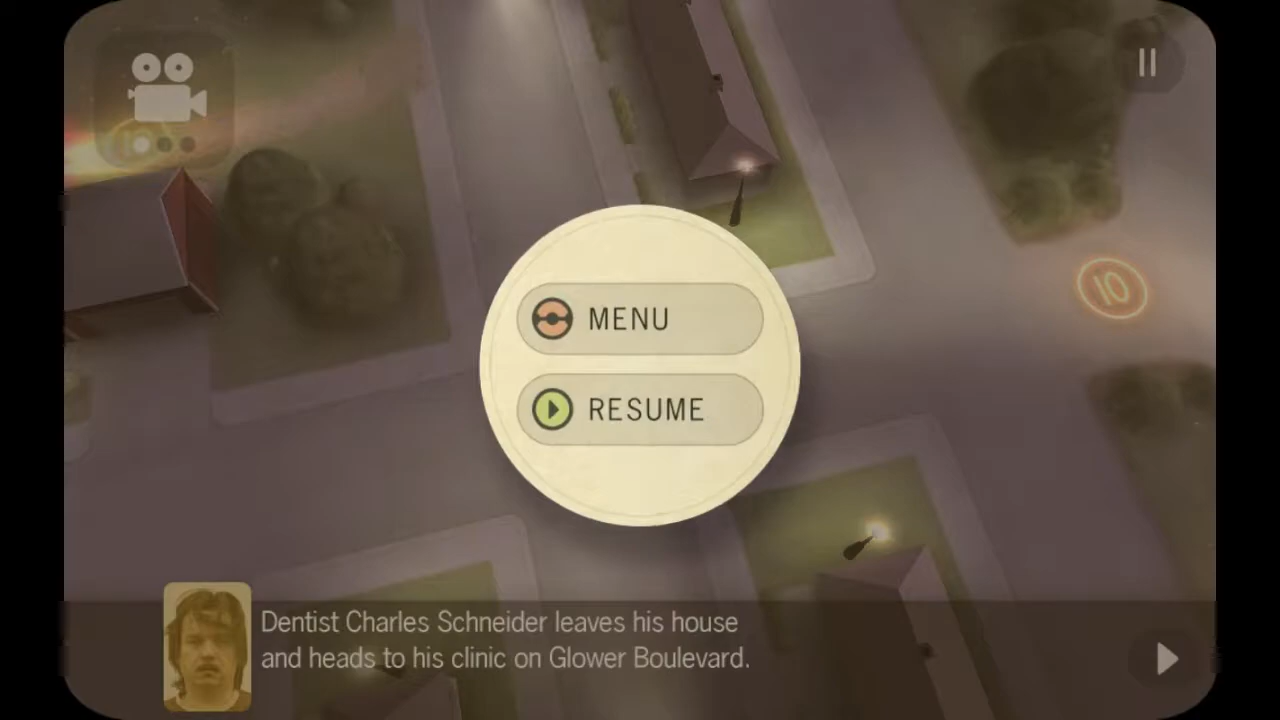 10
MENU
RESUME
Dentist Charles Schneider leaves his house
and heads to his clinic on Glower Boulevard.